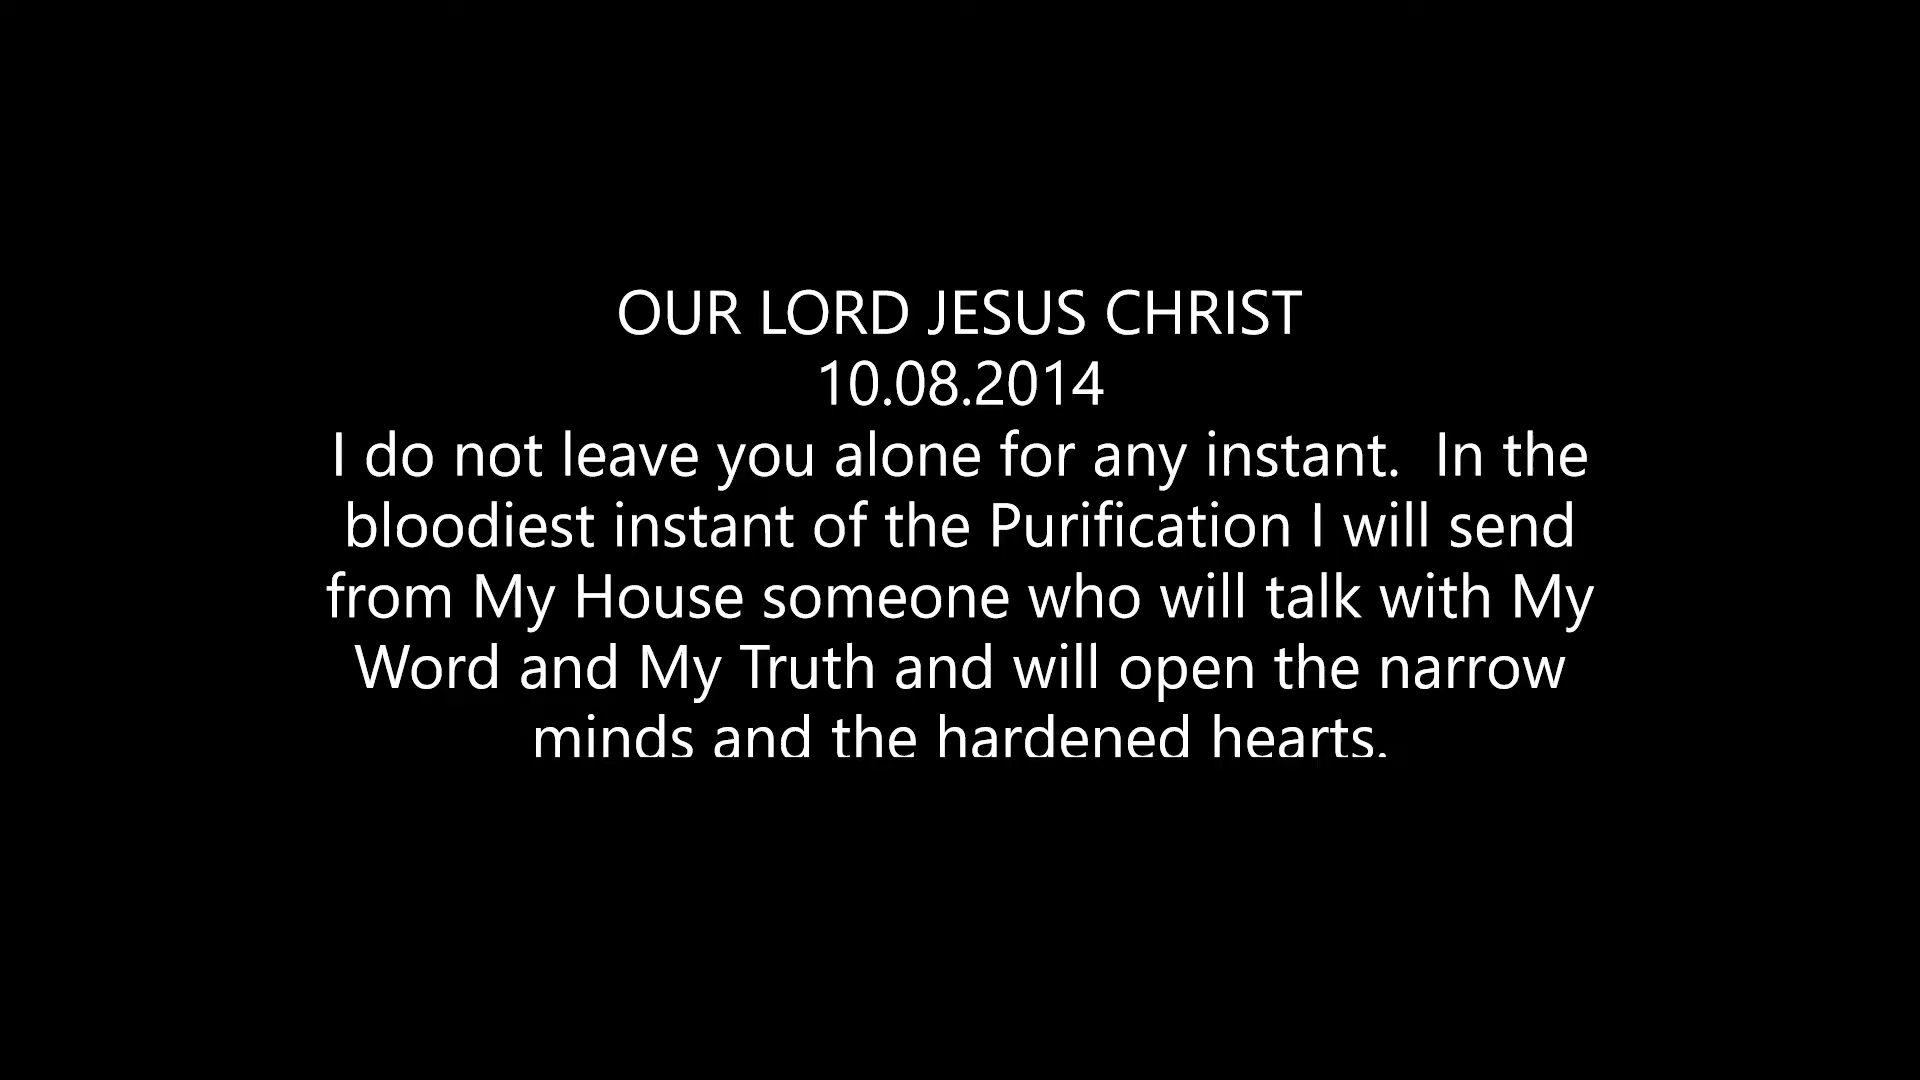 OUR LORD JESUS CHRIST
10.08.2014
I do not leave you alone for any instant.  In the
bloodiest instant of the Purification I will send
from My House someone who will talk with My
Word and My Truth and will open the narrow
minds and the hardened hearts.